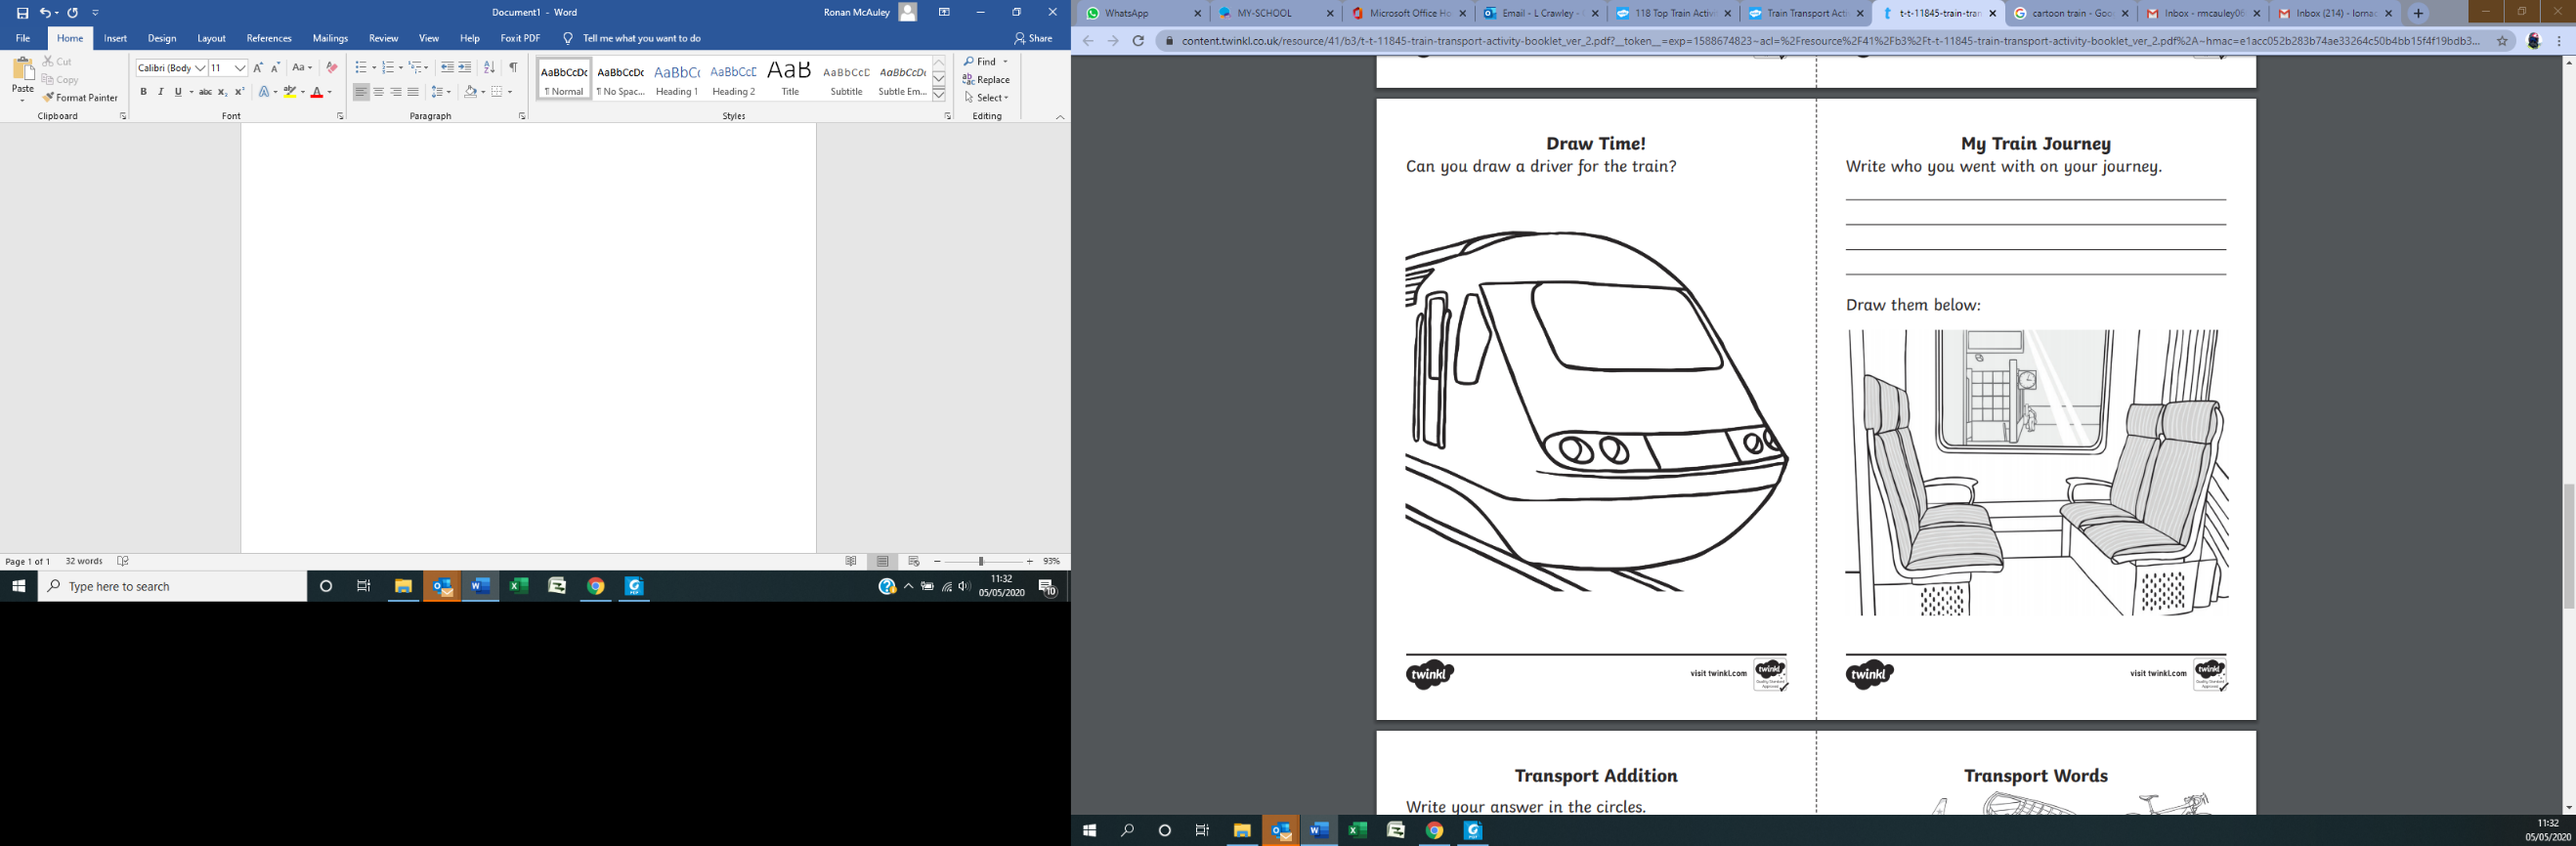 Document1 - Word
Ronan McAuley
File Home Insert Design Layout References Mailings Review View Help Foxit PDF Tell me what you want to do Share
Paste
Cut
Copy
Format Painter
Calibri (Body 11
B I U abc x₂ x² A ab A
AaBbCcDc AaBbCcDc AaBbCc AaBbCcE AaB AaBbCcD AaBbCcDc
¶ Normal ¶ No Spac... Heading 1 Heading 2 Title Subtitle Subtle Em...
Find
Replace
Select
Clipboard Font Paragraph Styles Editing
Page 1 of 1 32 words 93%
Type here to search
11:32
05/05/2020
WhatsApp MY-SCHOOL Microsoft Office Ho Email - L Crawley - 118 Top Train Activi Train Transport Acti t-t-11845-train-tran cartoon train - Goo Inbox - rmcauley0 Inbox (214) - lornac
content.twinkl.co.uk/resource/41/b3/t-t-11845-train-transport-activity-booklet_ver_2.pdf?__token__=exp=1588674823~acl=%2Fresource%2F41%2Fb3%2Ft-t-11845-train-transport-activity-booklet_ver_2.pdf%2A~hmac=e1acc052b283b74ae33264c50b4bb15f4f19bdb3...
Draw Time!
Can you draw a driver for the train?
twinkl
visit twinkl.com
twinkl
My Train Journey
Write who you went with on your journey.
Draw them below:
twinkl
visit twinkl.com
twinkl
Transport Addition
Write your answer in the circles.
Transport Words
11:32
05/05/2020